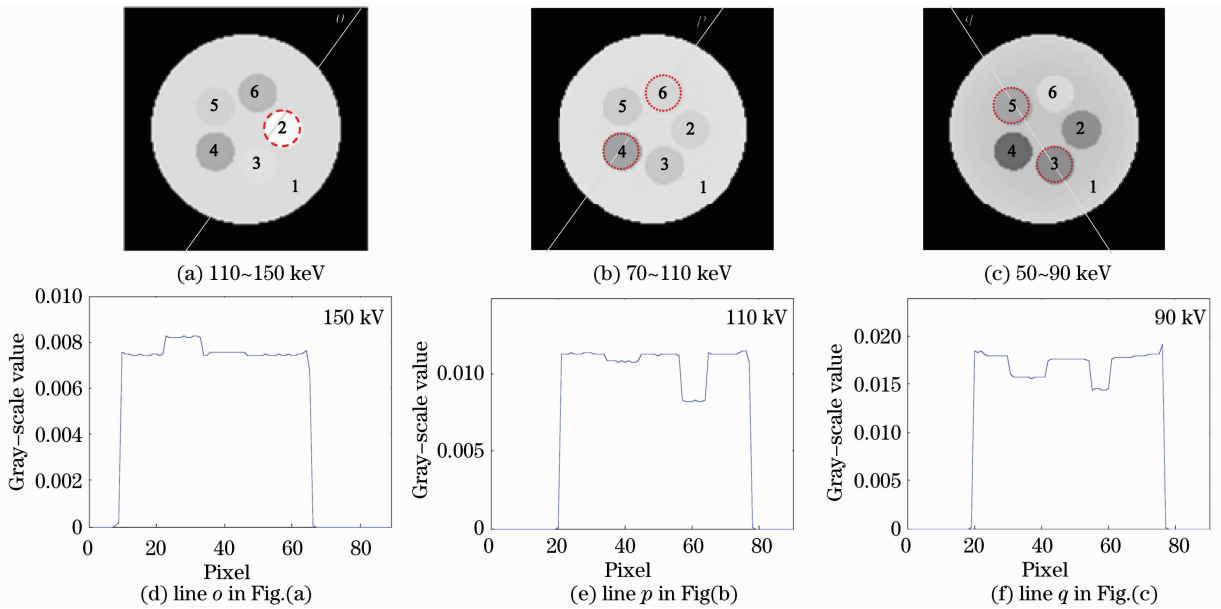 o
p
q
6
5
2
4
3
1
6
5
2
4
3
1
5
6
2
4
3
1
(a) 110~150 keV
(b) 70~110 keV
(c) 50~90 keV
0.010
0.008
0.006
0.004
0.002
0
0
20
40
60
80
150 kV
Gray-scale value
Pixel
(d) line o in Fig.(a)
0.010
0.005
0
0
20
40
60
80
110 kV
Gray-scale value
Pixel
(e) line p in Fig(b)
0.020
0.015
0.010
0.005
0
0
20
40
60
80
90 kV
Gray-scale value
Pixel
(f) line q in Fig.(c)